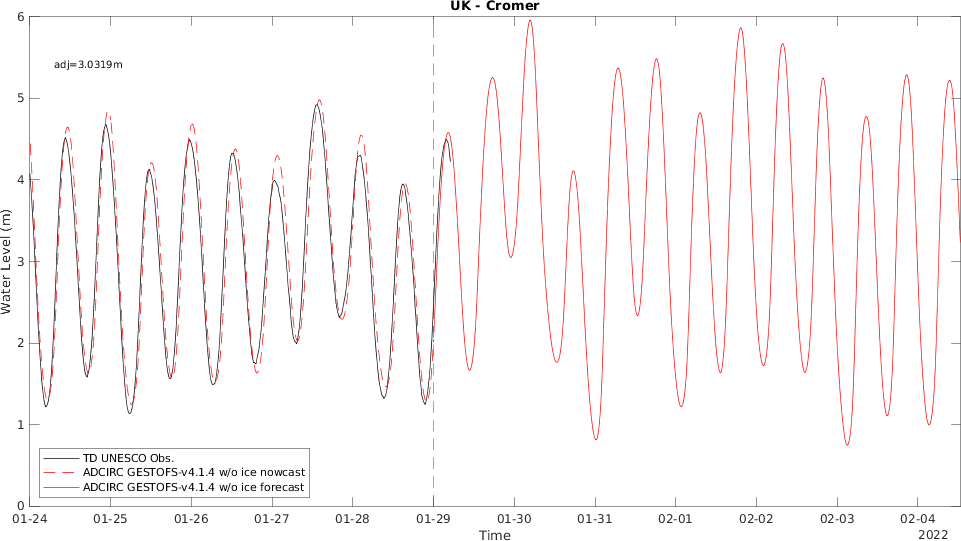 UK - Cromer
6
adj=3.0319m
5
4
3
2
1
0
Water Level (m)
TD UNESCO Obs.
ADCIRC GESTOFS-v4.1.4 w/o ice nowcast
ADCIRC GESTOFS-v4.1.4 w/o ice forecast
01-24 01-25 01-26 01-27 01-28 01-29 01-30 01-31 02-01 02-02 02-03 02-04
Time
2022